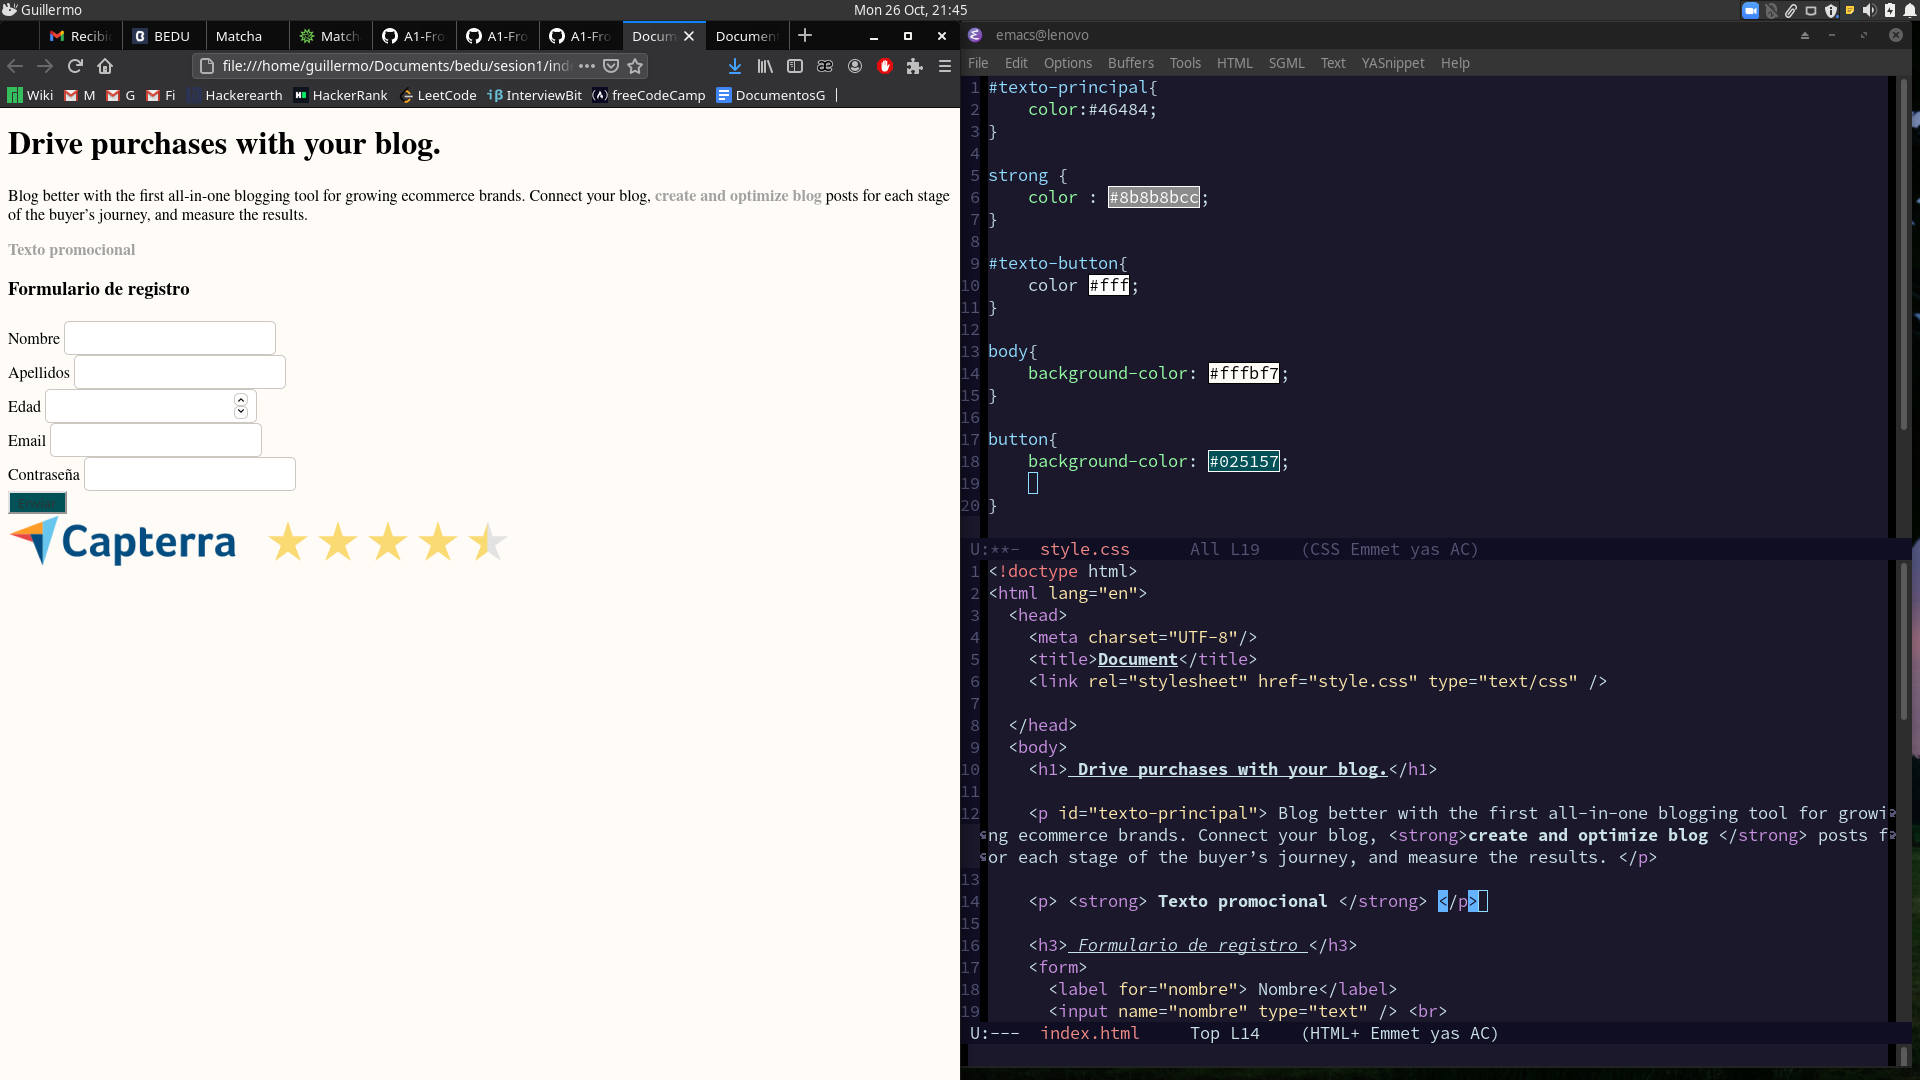 Guillermo
Mon 26 Oct, 21:45
Recibi
BEDU
Matcha
Match
A1-Fro
A1-Fro
A1-Fro
Docum
Document
file:///home/guillermo/Documents/bedu/sesion1/ind
Wiki M G Fi Hackerearth HackerRank LeetCode InterviewBit freeCodeCamp DocumentosG
Drive purchases with your blog.
Blog better with the first all-in-one blogging tool for growing ecommerce brands. Connect your blog, create and optimize blog posts for each stage
of the buyer’s journey, and measure the results.
Texto promocional
Formulario de registro
Nombre
Apellidos
Edad
Email
Contraseña
Capterra
emacs@lenovo
File Edit Options Buffers Tools HTML SGML Text YASnippet Help
1 #texto-principal{
2 color:#46484;
3 }
4
5 strong {
6 color : #8b8b8bcc;
7 }
8
9 #texto-button{
10 color #fff;
11 }
12
13 body{
14 background-color: #fffbf7;
15 }
16
17 button{
18 background-color: #025157;
19
20 }
U:**- style.css All L19 (CSS Emmet yas AC)
1 <!doctype html>
2 <html lang="en">
3 <head>
4 <meta charset="UTF-8"/>
5 <title>Document</title>
6 <link rel="stylesheet" href="style.css" type="text/css" />
7
8 </head>
9 <body>
10 <h1> Drive purchases with your blog.</h1>
11
12 <p id="texto-principal"> Blog better with the first all-in-one blogging tool for growi
ng ecommerce brands. Connect your blog, <strong>create and optimize blog </strong> posts f
or each stage of the buyer’s journey, and measure the results. </p>
13
14 <p> <strong> Texto promocional </strong> </p>
15
16 <h3> Formulario de registro </h3>
17 <form>
18 <label for="nombre"> Nombre</label>
19 <input name="nombre" type="text" /> <br>
U:--- index.html Top L14 (HTML+ Emmet yas AC)